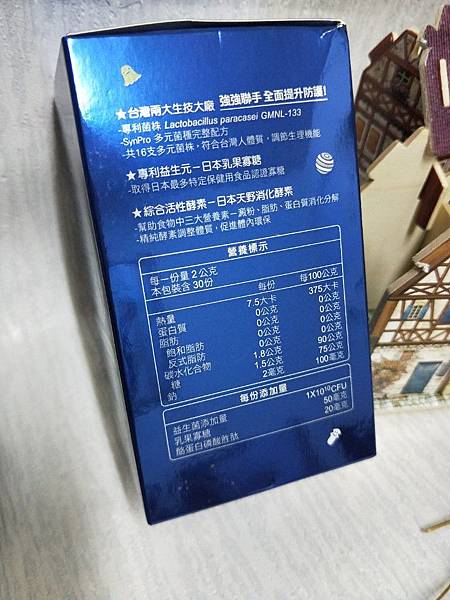 ★台灣兩大生技大廠 強強聯手 全面提升防護!
-專利菌株 Lactobacillus paracasei GMNL-133
-SynPro 多元菌種完整配方
-共16支多元菌株,符合台灣人體質,調節生理機能
★專利益生元－日本乳果寡糖
-取得日本最多特定保健用食品認證寡糖
★綜合活性酵素－日本天野消化酵素
-幫助食物中三大營養素－澱粉、脂肪、蛋白質消化分解
-精純酵素調整體質,促進體內環保
營養標示
每一份量 2 公克
本包裝含 30份
每份 每100公克
熱量 7.5大卡 375大卡
蛋白質 0公克 0公克
脂肪 0公克 0公克
飽和脂肪 0公克 0公克
反式脂肪 0公克 0公克
碳水化合物 1.8公克 90公克
糖 1.5公克 75公克
鈉 2毫克 100毫克
每份添加量
益生菌添加量 1X10¹⁰CFU
乳果寡糖 50毫克
酪蛋白磷酸胜肽 20毫克